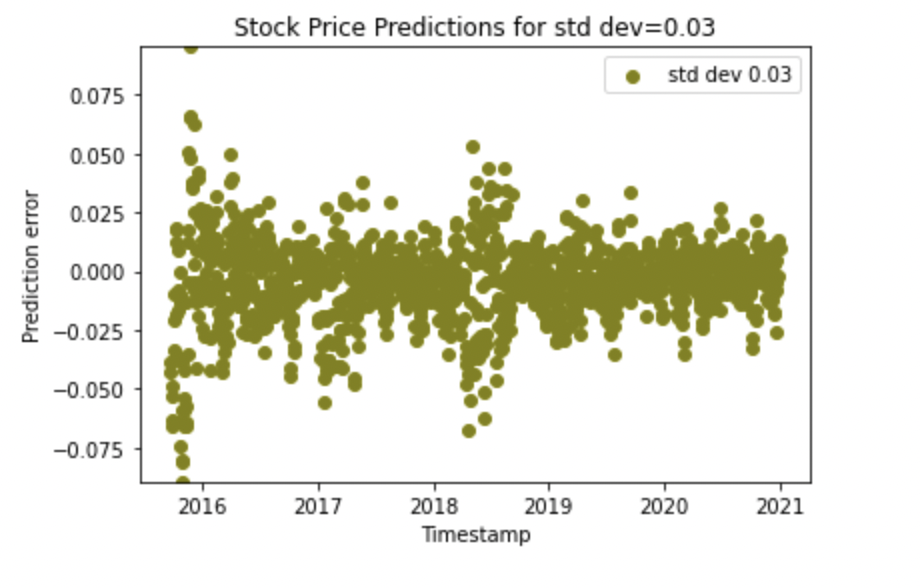 Stock Price Predictions for std dev=0.03
std dev 0.03
0.075
0.050
0.025
0.000
−0.025
−0.050
−0.075
Prediction error
2016 2017 2018 2019 2020 2021
Timestamp